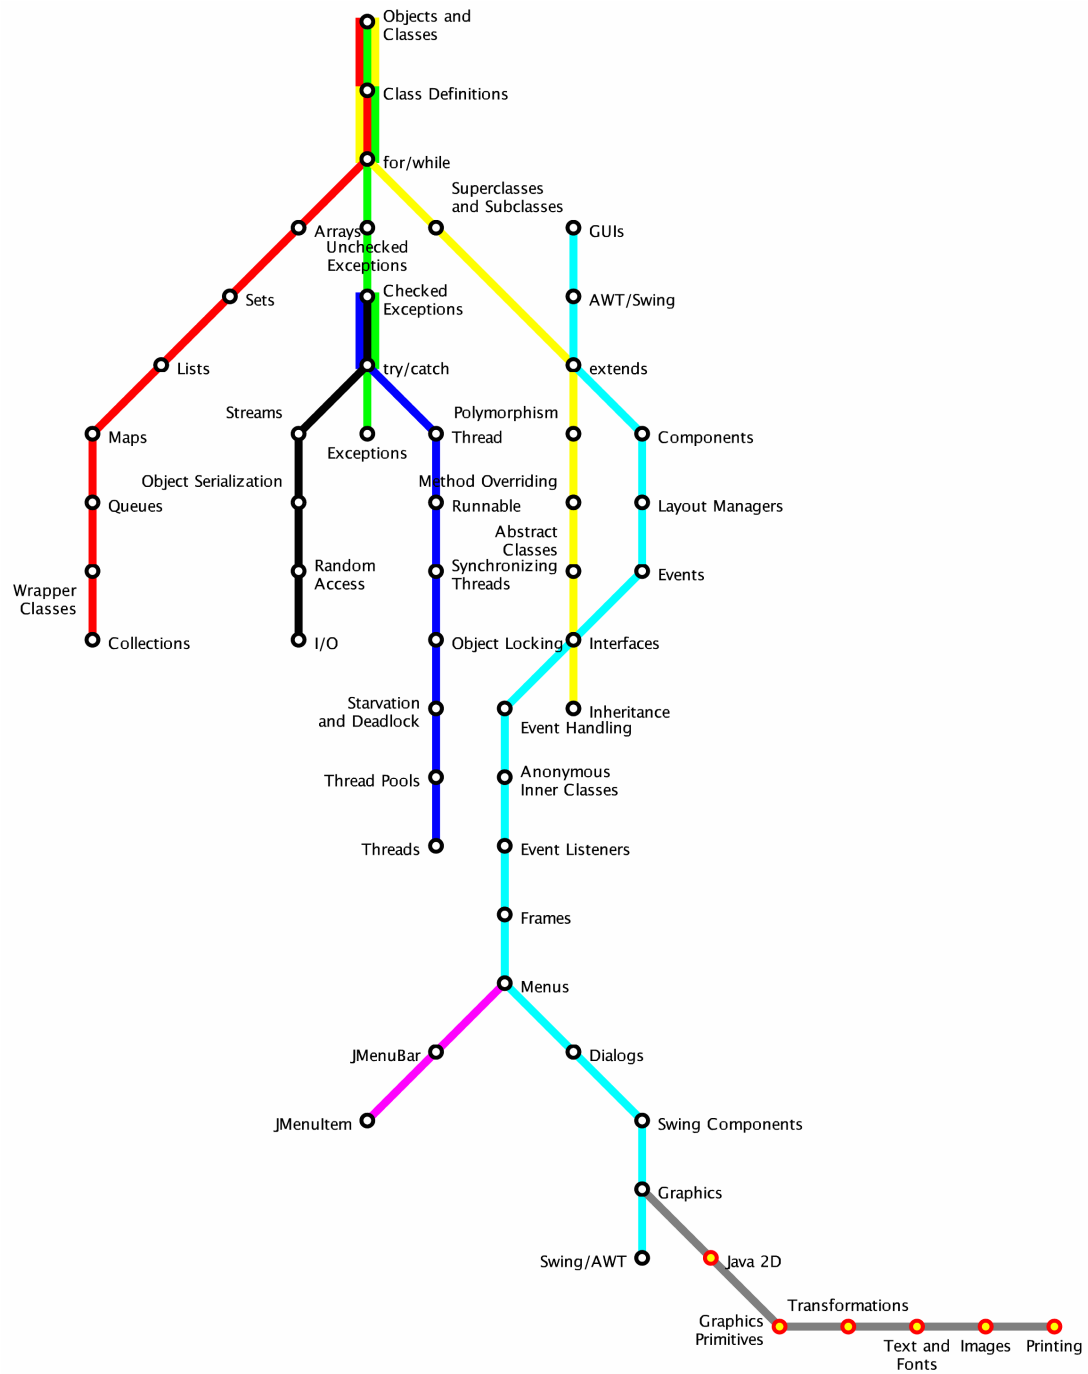 Objects and
Classes
Class Definitions
for/while
Superclasses
and Subclasses
Arrays
GUIs
Unchecked
Exceptions
Checked
Exceptions
Sets
AWT/Swing
Lists
try/catch
extends
Streams
Polymorphism
Maps
Thread
Components
Exceptions
Object Serialization
Method Overriding
Queues
Runnable
Layout Managers
Abstract
Classes
Random
Access
Synchronizing
Threads
Events
Wrapper
Classes
Collections
I/O
Object Locking
Interfaces
Starvation
and Deadlock
Inheritance
Event Handling
Thread Pools
Anonymous
Inner Classes
Threads
Event Listeners
Frames
Menus
JMenuBar
Dialogs
JMenuItem
Swing Components
Graphics
Swing/AWT
Java 2D
Transformations
Graphics
Primitives
Text and
Fonts
Images
Printing